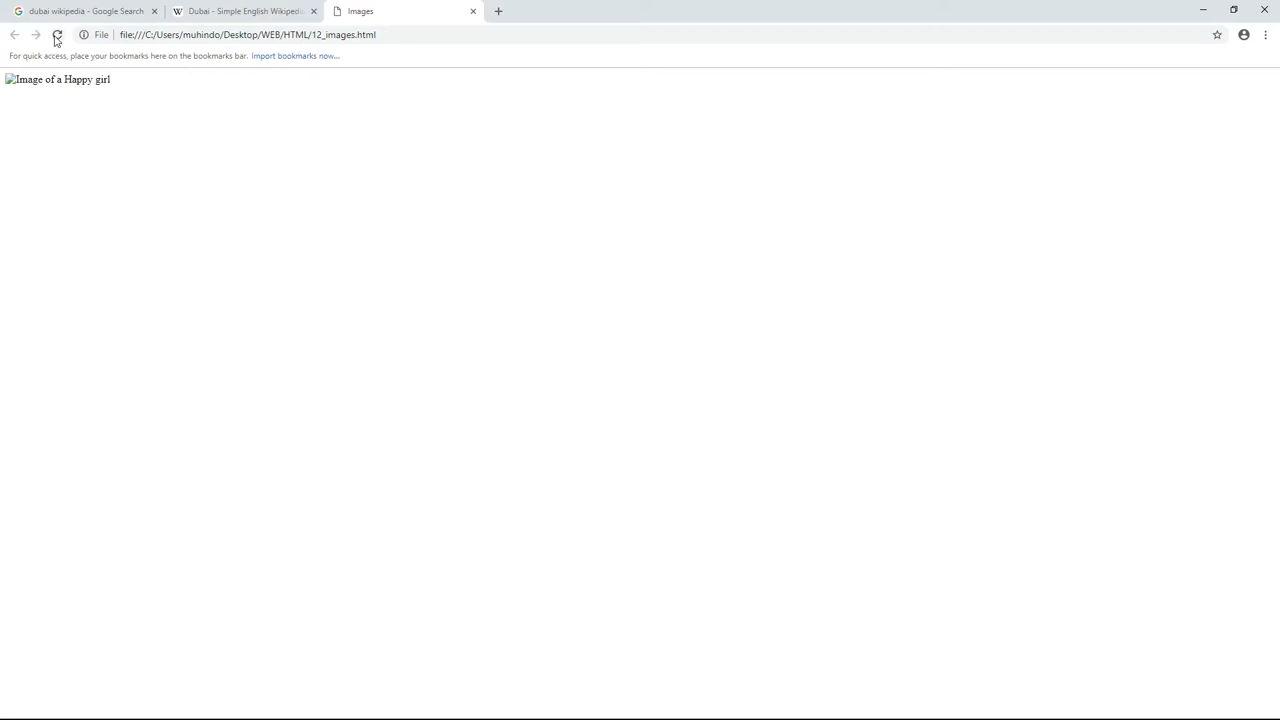 dubai wikipedia - Google Search
Dubai - Simple English Wikipedi
Images
File
file:///C:/Users/muhindo/Desktop/WEB/HTML/12_images.html
For quick access, place your bookmarks here on the bookmarks bar. Import bookmarks now...
Image of a Happy girl